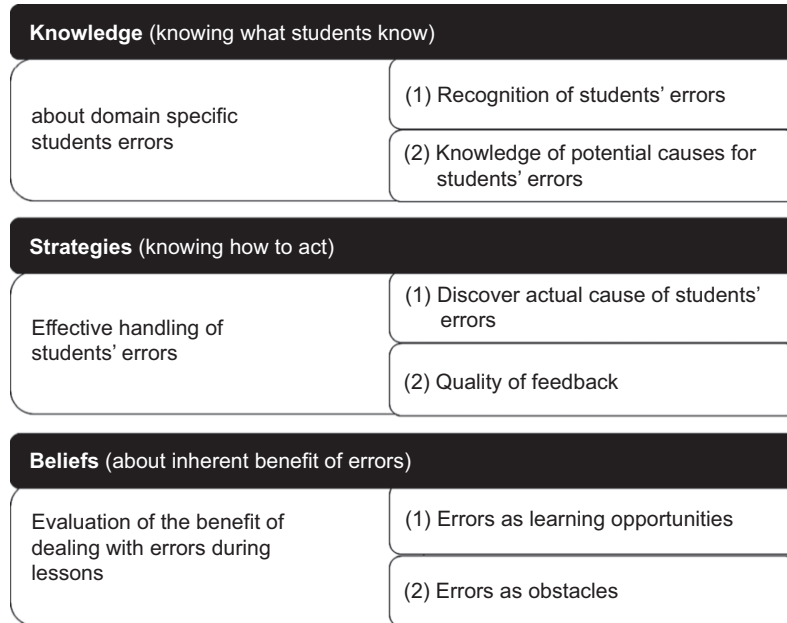 Knowledge (knowing what students know)
about domain specific
students errors
(1) Recognition of students’ errors
(2) Knowledge of potential causes for
students’ errors
Strategies (knowing how to act)
Effective handling of
students’ errors
(1) Discover actual cause of students’
errors
(2) Quality of feedback
Beliefs (about inherent benefit of errors)
Evaluation of the benefit of
dealing with errors during
lessons
(1) Errors as learning opportunities
(2) Errors as obstacles